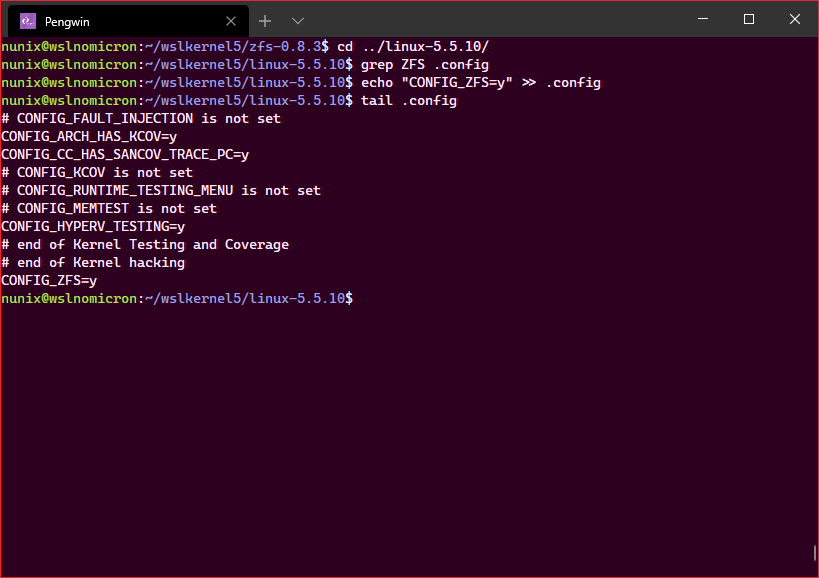 Pengwin
nunix@wslnomicron:~/wslkernel5/zfs-0.8.3$ cd ../linux-5.5.10/
nunix@wslnomicron:~/wslkernel5/linux-5.5.10$ grep ZFS .config
nunix@wslnomicron:~/wslkernel5/linux-5.5.10$ echo "CONFIG_ZFS=y" >> .config
nunix@wslnomicron:~/wslkernel5/linux-5.5.10$ tail .config
# CONFIG_FAULT_INJECTION is not set
CONFIG_ARCH_HAS_KCOV=y
CONFIG_CC_HAS_SANCOV_TRACE_PC=y
# CONFIG_KCOV is not set
# CONFIG_RUNTIME_TESTING_MENU is not set
# CONFIG_MEMTEST is not set
CONFIG_HYPERV_TESTING=y
# end of Kernel Testing and Coverage
# end of Kernel hacking
CONFIG_ZFS=y
nunix@wslnomicron:~/wslkernel5/linux-5.5.10$